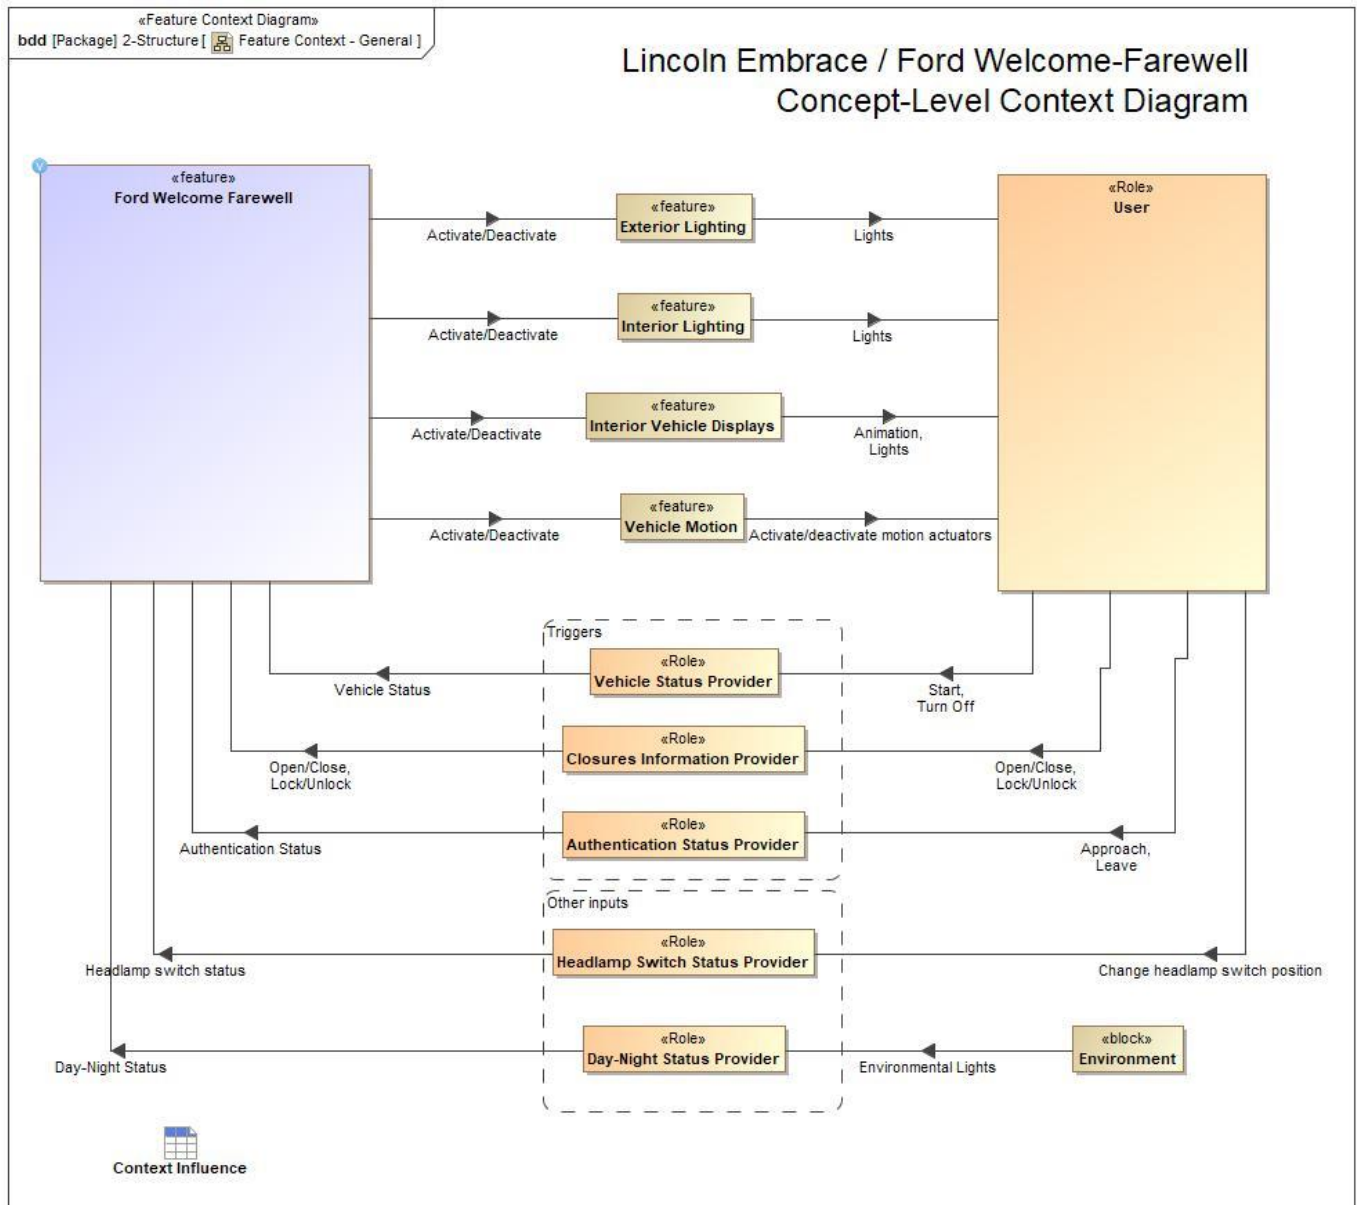 «Feature Context Diagram»
bdd [Package] 2-Structure [ Feature Context - General ]
Lincoln Embrace / Ford Welcome-Farewell
Concept-Level Context Diagram
V
«feature»
Ford Welcome Farewell
«Role»
User
«feature»
Exterior Lighting
Activate/Deactivate
Lights
«feature»
Interior Lighting
Activate/Deactivate
Lights
«feature»
Interior Vehicle Displays
Activate/Deactivate
Animation,
Lights
«feature»
Vehicle Motion
Activate/Deactivate
Activate/deactivate motion actuators
Triggers
«Role»
Vehicle Status Provider
Vehicle Status
Start,
Turn Off
«Role»
Closures Information Provider
Open/Close,
Lock/Unlock
Open/Close,
Lock/Unlock
«Role»
Authentication Status Provider
Authentication Status
Approach,
Leave
Other inputs
«Role»
Headlamp Switch Status Provider
Headlamp switch status
Change headlamp switch position
«Role»
Day-Night Status Provider
Day-Night Status
Environmental Lights
«block»
Environment
Context Influence